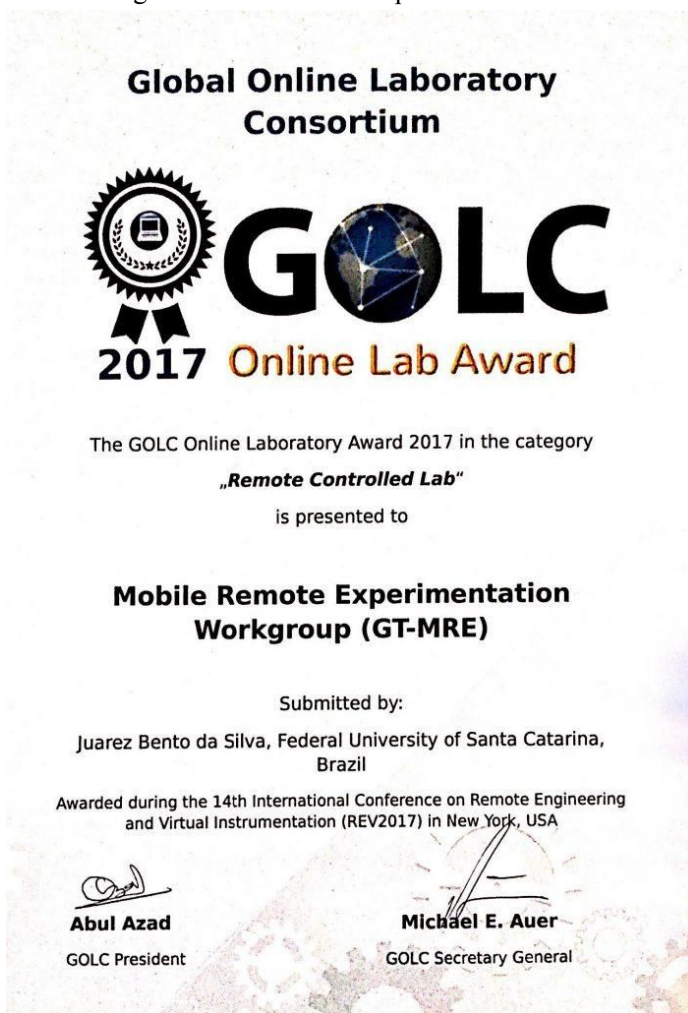 Global Online Laboratory
Consortium
GOLC
2017 Online Lab Award
The GOLC Online Laboratory Award 2017 in the category
„Remote Controlled Lab“
is presented to
Mobile Remote Experimentation
Workgroup (GT-MRE)
Submitted by:
Juarez Bento da Silva, Federal University of Santa Catarina,
Brazil
Awarded during the 14th International Conference on Remote Engineering
and Virtual Instrumentation (REV2017) in New York, USA
Abul Azad
Michael E. Auer
GOLC President
GOLC Secretary General